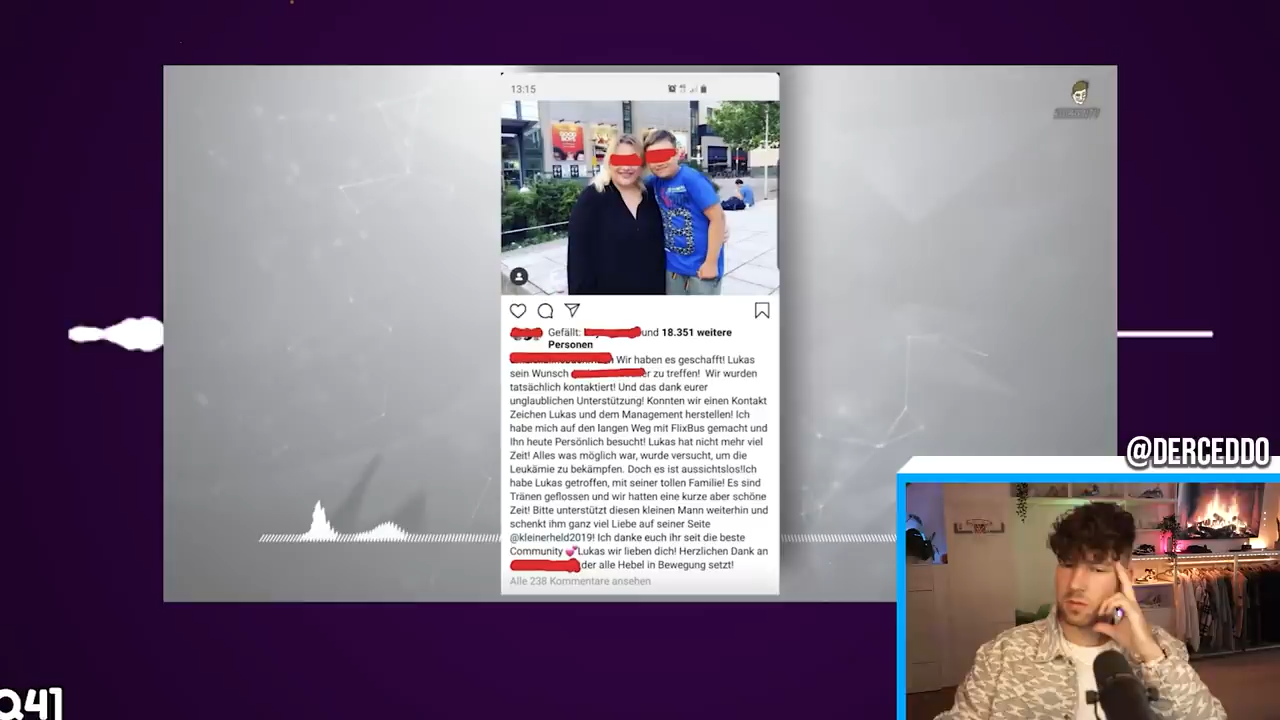 13:15
GOOD BOYS
Gefällt: und 18.351 weitere
Personen
Wir haben es geschafft! Lukas
sein Wunsch er zu treffen! Wir wurden
tatsächlich kontaktiert! Und das dank eurer
unglaublichen Unterstützung! Konnten wir einen Kontakt
Zeichen Lukas und dem Management herstellen! Ich
habe mich auf den langen Weg mit FlixBus gemacht und
Ihn heute Persönlich besucht! Lukas hat nicht mehr viel
Zeit! Alles was möglich war, wurde versucht, um die
Leukämie zu bekämpfen. Doch es ist aussichtslos!Ich
habe Lukas getroffen, mit seiner tollen Familie! Es sind
Tränen geflossen und wir hatten eine kurze aber schöne
Zeit! Bitte unterstützt diesen kleinen Mann weiterhin und
schenkt ihm ganz viel Liebe auf seiner Seite
@kleinerheld2019! Ich danke euch ihr seit die beste
Community 💕Lukas wir lieben dich! Herzlichen Dank an
der alle Hebel in Bewegung setzt!
Alle 238 Kommentare ansehen
@DERCEDDO
Q41